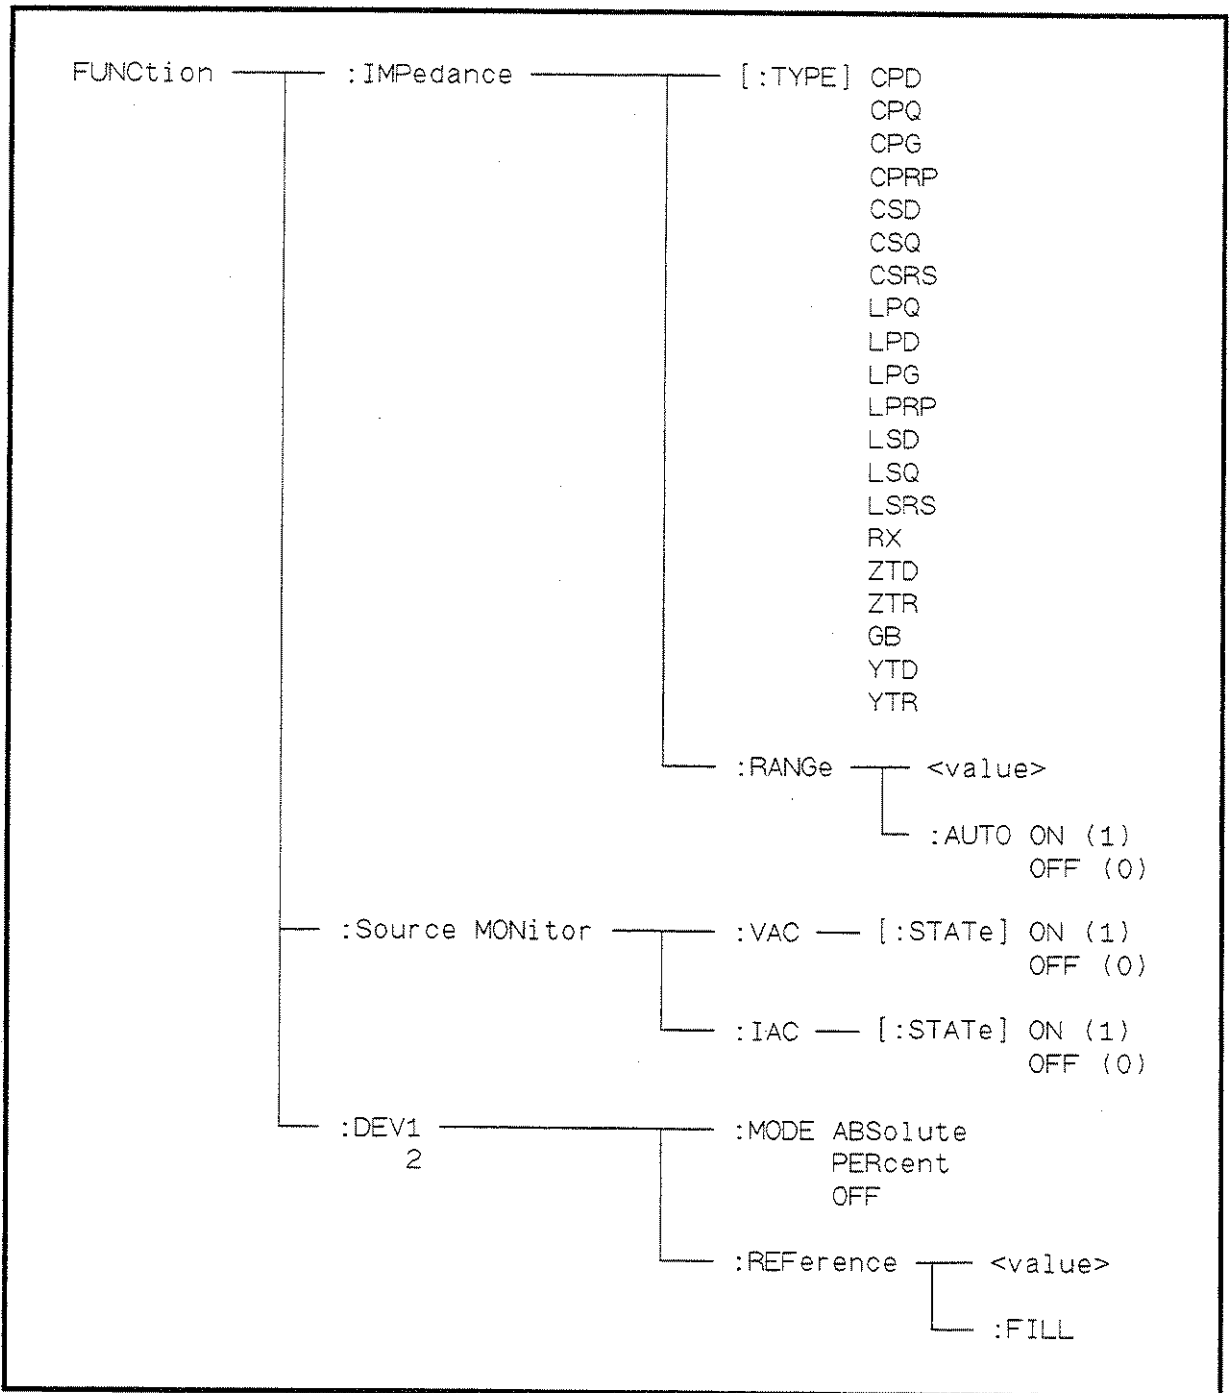 FUNCtion :IMPedance [:TYPE] CPD
CPQ
CPG
CPRP
CSD
CSQ
CSRS
LPQ
LPD
LPG
LPRP
LSD
LSQ
LSRS
RX
ZTD
ZTR
GB
YTD
YTR
:RANGe <value>
:AUTO ON (1)
OFF (0)
:Source MONitor :VAC [:STATe] ON (1)
OFF (0)
:IAC [:STATe] ON (1)
OFF (0)
:DEV1 :MODE ABSolute
2 PERcent
OFF
:REFerence <value>
:FILL